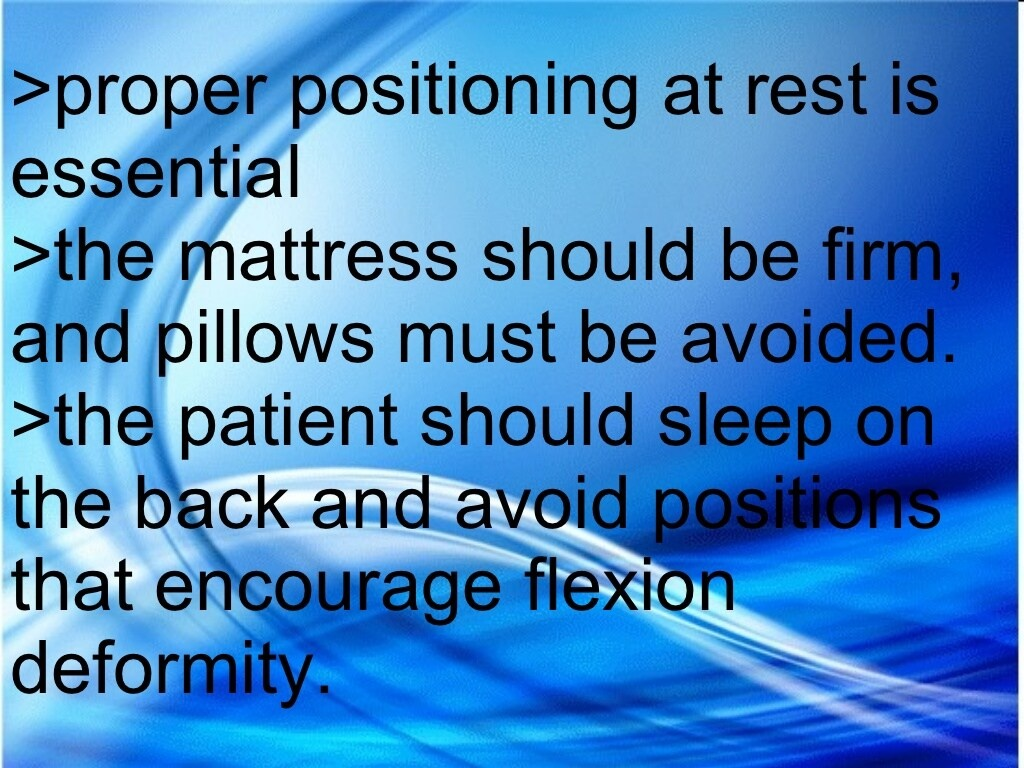 >proper positioning at rest is
essential
>the mattress should be firm,
and pillows must be avoided.
>the patient should sleep on
the back and avoid positions
that encourage flexion
deformity.